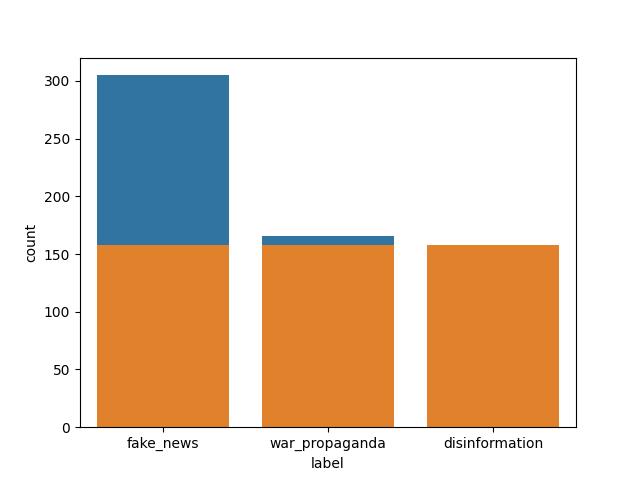 300
250
200
150
100
50
0
count
fake_news
war_propaganda
disinformation
label